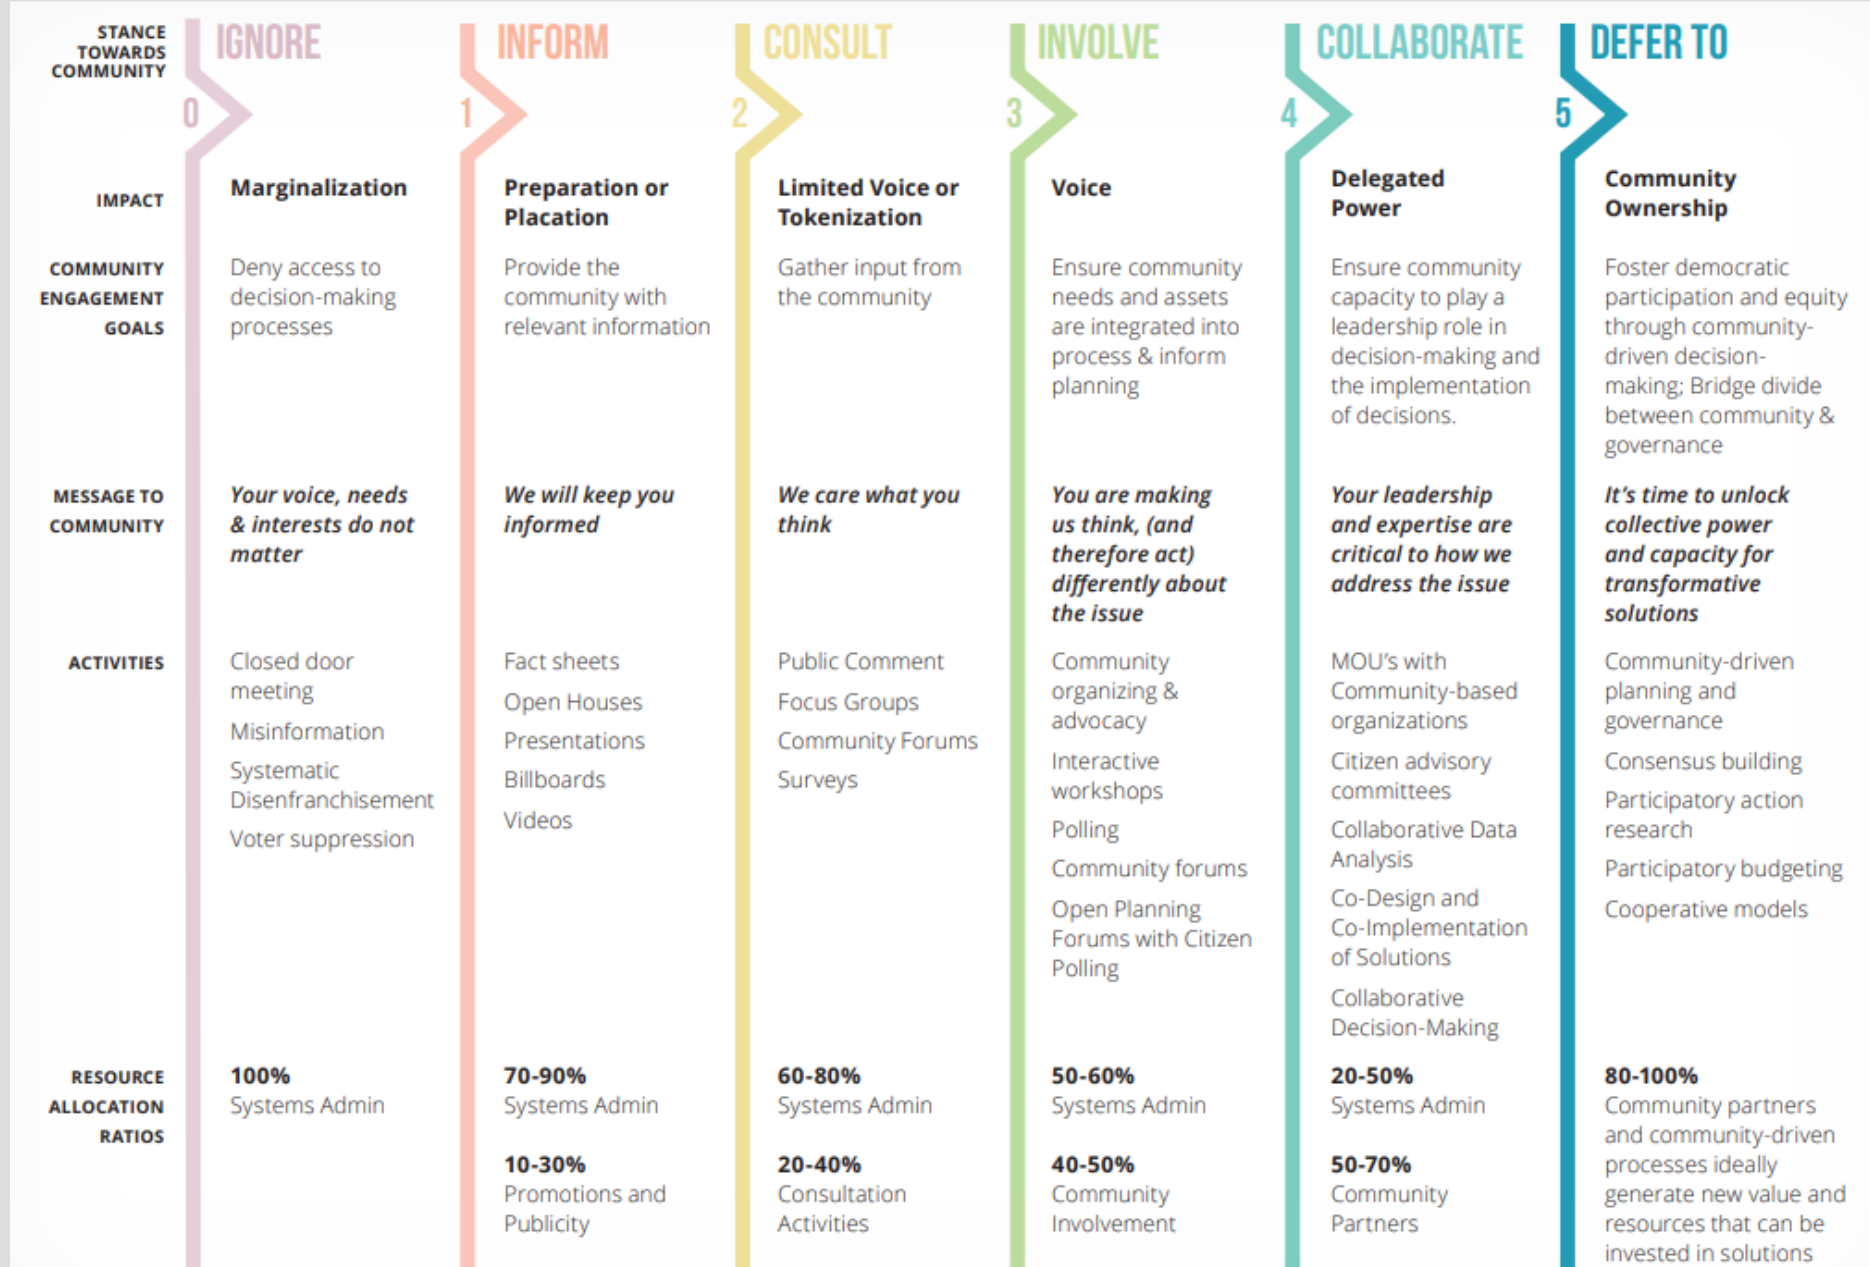 STANCE
TOWARDS
COMMUNITY
IGNORE
INFORM
CONSULT
INVOLVE
COLLABORATE
DEFER TO
0
1
2
3
4
5
IMPACT
Marginalization
Preparation or
Placation
Limited Voice or
Tokenization
Voice
Delegated
Power
Community
Ownership
COMMUNITY
ENGAGEMENT
GOALS
Deny access to
decision-making
processes
Provide the
community with
relevant information
Gather input from
the community
Ensure community
needs and assets
are integrated into
process & inform
planning
Ensure community
capacity to play a
leadership role in
decision-making and
the implementation
of decisions.
Foster democratic
participation and equity
through community-
driven decision-
making; Bridge divide
between community &
governance
MESSAGE TO
COMMUNITY
Your voice, needs
& interests do not
matter
We will keep you
informed
We care what you
think
You are making
us think, (and
therefore act)
differently about
the issue
Your leadership
and expertise are
critical to how we
address the issue
It's time to unlock
collective power
and capacity for
transformative
solutions
ACTIVITIES
Closed door
meeting
Misinformation
Systematic
Disenfranchisement
Voter suppression
Fact sheets
Open Houses
Presentations
Billboards
Videos
Public Comment
Focus Groups
Community Forums
Surveys
Community
organizing &
advocacy
Interactive
workshops
Polling
Community forums
Open Planning
Forums with Citizen
Polling
MOU's with
Community-based
organizations
Citizen advisory
committees
Collaborative Data
Analysis
Co-Design and
Co-Implementation
of Solutions
Collaborative
Decision-Making
Community-driven
planning and
governance
Consensus building
Participatory action
research
Participatory budgeting
Cooperative models
RESOURCE
ALLOCATION
RATIOS
100%
Systems Admin
70-90%
Systems Admin
10-30%
Promotions and
Publicity
60-80%
Systems Admin
20-40%
Consultation
Activities
50-60%
Systems Admin
40-50%
Community
Involvement
20-50%
Systems Admin
50-70%
Community
Partners
80-100%
Community partners
and community-driven
processes ideally
generate new value and
resources that can be
invested in solutions